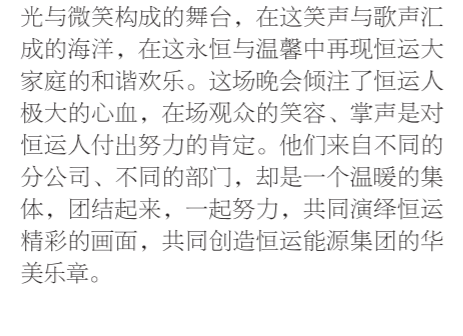 光与微笑构成的舞台，在这笑声与歌声汇
成的海洋，在这永恒与温馨中再现恒运大
家庭的和谐欢乐。这场晚会倾注了恒运人
极大的心血，在场观众的笑容、掌声是对
恒运人付出努力的肯定。他们来自不同的
分公司、不同的部门，却是一个温暖的集
体，团结起来，一起努力，共同演绎恒运
精彩的画面，共同创造恒运能源集团的华
美乐章。